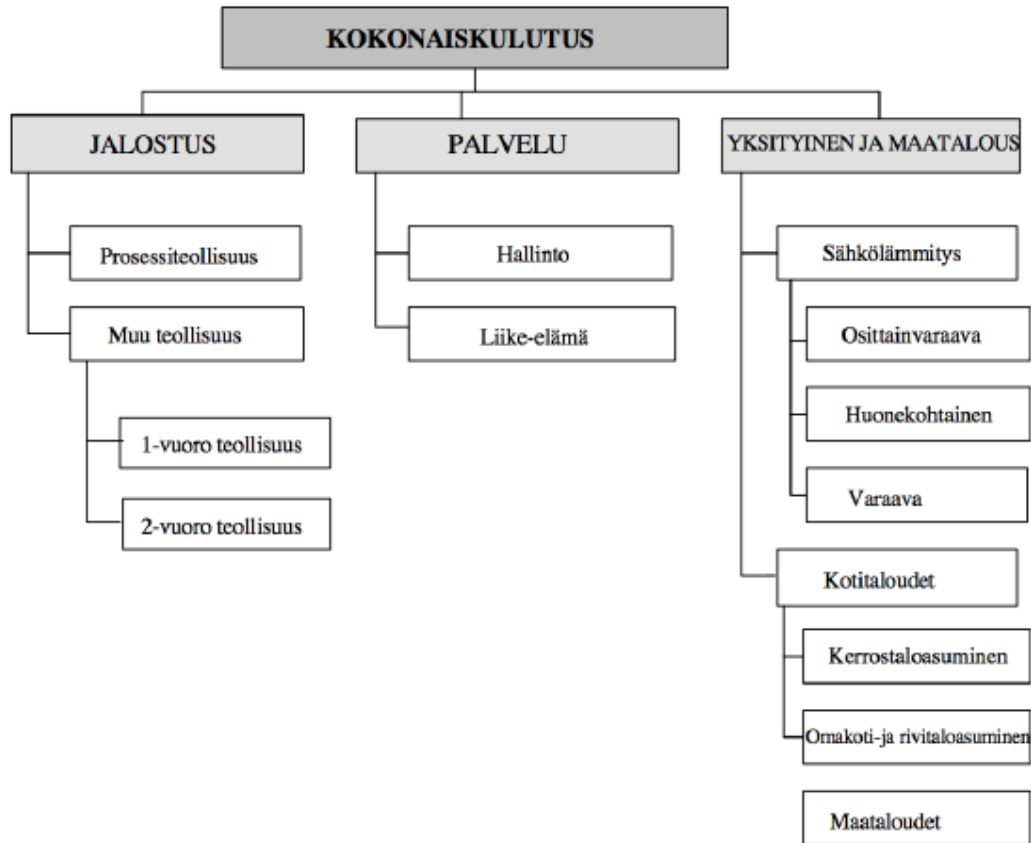 KOKONAISKULUTUS
JALOSTUS
Prosessiteollisuus
Muu teollisuus
1-vuoro teollisuus
2-vuoro teollisuus
PALVELU
Hallinto
Liike-elämä
YKSITYINEN JA MAATALOUS
Sähkölämmitys
Osittainvaraava
Huonekohtainen
Varaava
Kotitaloudet
Kerrostaloasuminen
Omakoti-ja rivitaloasuminen
Maataloudet